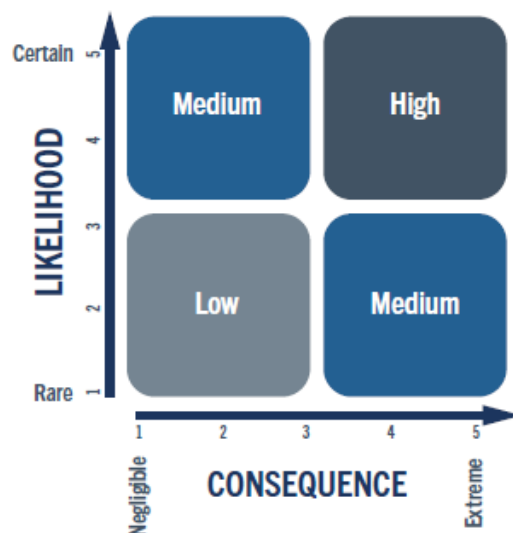 Certain
5
Medium
High
4
LIKELIHOOD
3
2
Low
Medium
Rare
1
1
2
3
4
5
Negligible
CONSEQUENCE
Extreme